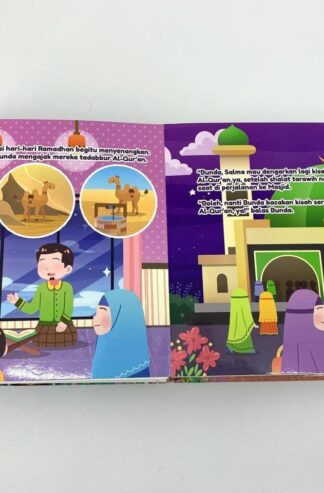 si hari-hari Ramadhan begitu menyenangkan.
unda mengajak mereka tadabbur Al-Qur'an.
"Bunda, Salma mau dengarkan lagi kisa
Al-Qur'an ya, setelah shalat tarawih n
saat di perjalanan ke Masjid.
"Boleh, nanti Bunda bacakan kisah ser
Al-Qur'an, ya!" balas Bunda.